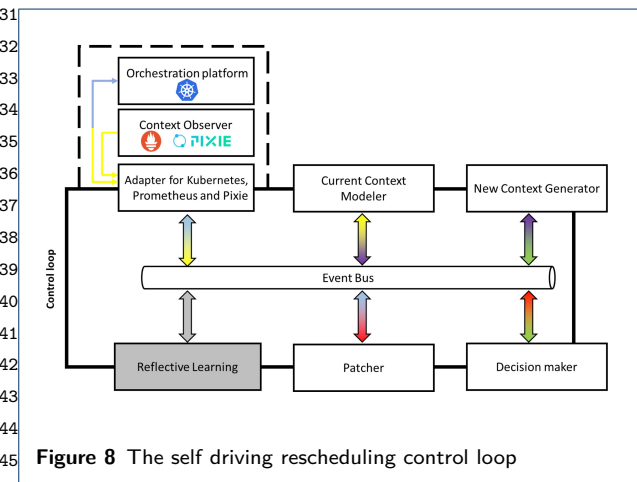 31
32
33
34
35
36
37
38
39
40
41
42
43
44
45
Orchestration platform
Context Observer
PIXIE
Adapter for Kubernetes,
Prometheus and Pixie
Current Context
Modeler
New Context Generator
Control loop
Event Bus
Reflective Learning
Patcher
Decision maker
Figure 8 The self driving rescheduling control loop